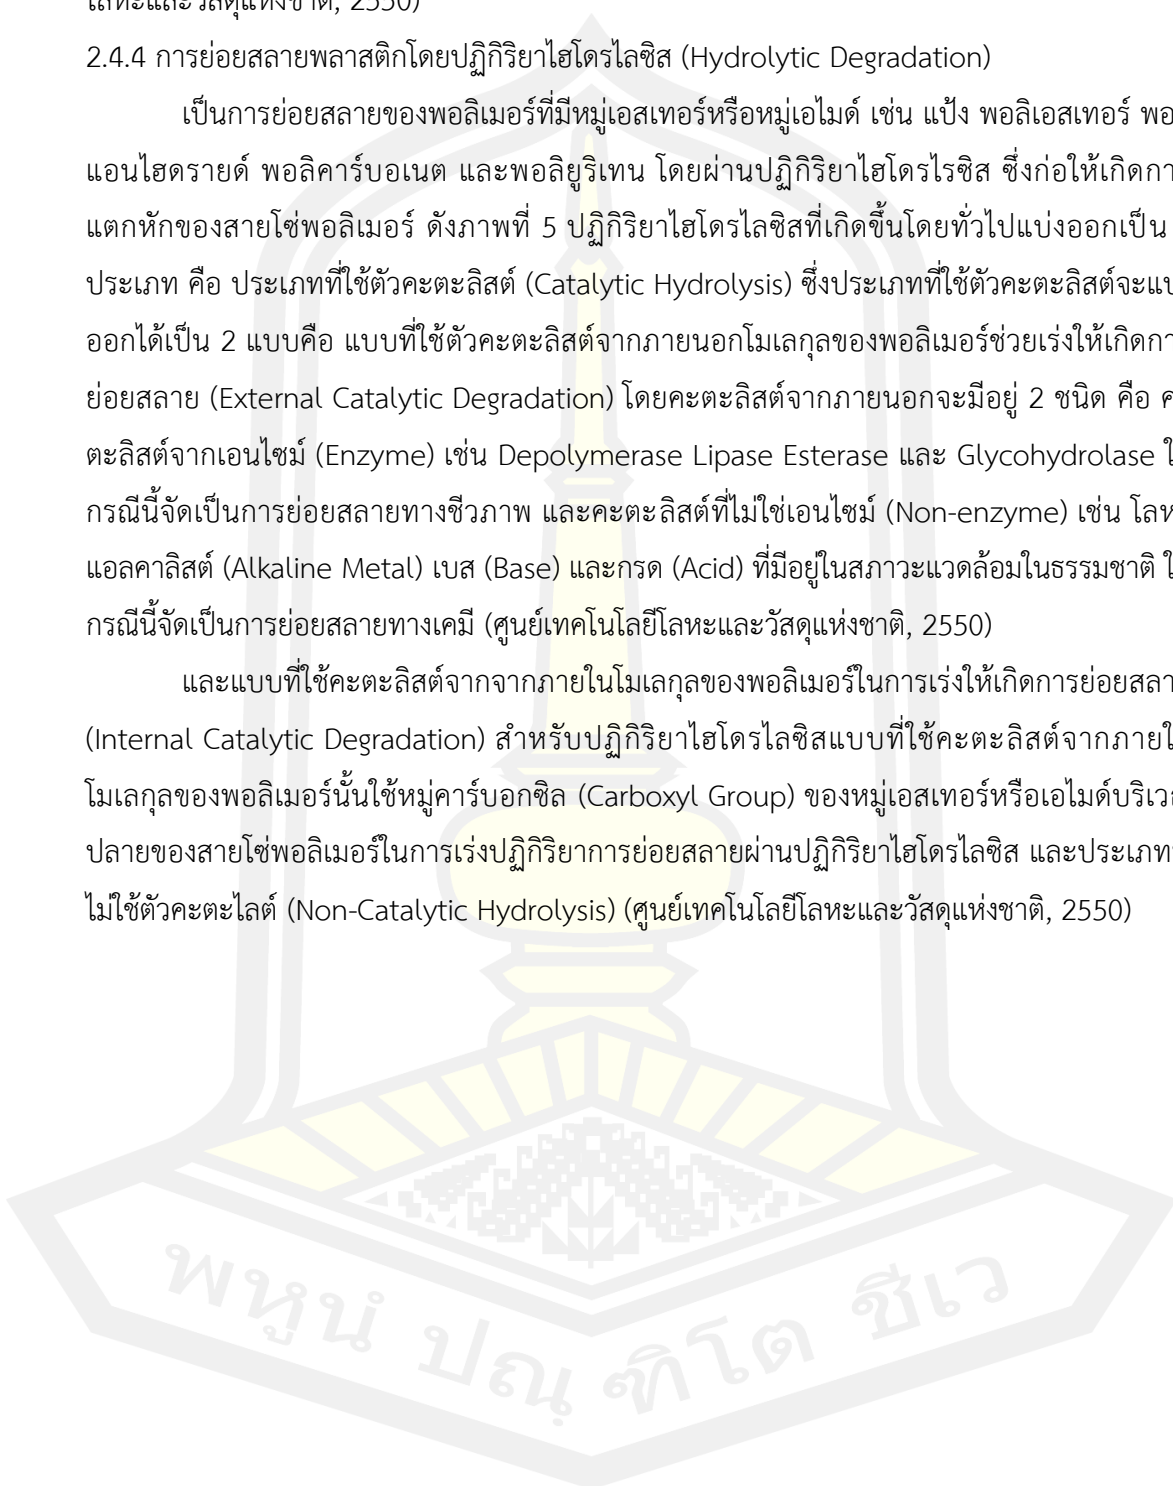 โลหะและวัสดุแห่งชาติ, 2550)
2.4.4 การย่อยสลายพลาสติกโดยปฏิกิริยาไฮโดรไลซิส (Hydrolytic Degradation)
เป็นการย่อยสลายของพอลิเมอร์ที่มีหมู่เอสเทอร์หรือหมู่เอไมด์ เช่น แป้ง พอลิเอสเทอร์ พอ
แอนไฮดรายด์ พอลิคาร์บอเนต และพอลิยูริเทน โดยผ่านปฏิกิริยาไฮโดรไรซิส ซึ่งก่อให้เกิดกา
แตกหักของสายโซ่พอลิเมอร์ ดังภาพที่ 5 ปฏิกิริยาไฮโดรไลซิสที่เกิดขึ้นโดยทั่วไปแบ่งออกเป็น
ประเภท คือ ประเภทที่ใช้ตัวคะตะลิสต์ (Catalytic Hydrolysis) ซึ่งประเภทที่ใช้ตัวคะตะลิสต์จะแบ
ออกได้เป็น 2 แบบคือ แบบที่ใช้ตัวคะตะลิสต์จากภายนอกโมเลกุลของพอลิเมอร์ช่วยเร่งให้เกิดกา
ย่อยสลาย (External Catalytic Degradation) โดยคะตะลิสต์จากภายนอกจะมีอยู่ 2 ชนิด คือ ค
ตะลิสต์จากเอนไซม์ (Enzyme) เช่น Depolymerase Lipase Esterase และ Glycohydrolase ใ
กรณีนี้จัดเป็นการย่อยสลายทางชีวภาพ และคะตะลิสต์ที่ไม่ใช่เอนไซม์ (Non-enzyme) เช่น โลห
แอลคาลิสต์ (Alkaline Metal) เบส (Base) และกรด (Acid) ที่มีอยู่ในสภาวะแวดล้อมในธรรมชาติ ใ
กรณีนี้จัดเป็นการย่อยสลายทางเคมี (ศูนย์เทคโนโลยีโลหะและวัสดุแห่งชาติ, 2550)
และแบบที่ใช้คะตะลิสต์จากจากภายในโมเลกุลของพอลิเมอร์ในการเร่งให้เกิดการย่อยสลา
(Internal Catalytic Degradation) สำหรับปฏิกิริยาไฮโดรไลซิสแบบที่ใช้คะตะลิสต์จากภายใ
โมเลกุลของพอลิเมอร์นั้นใช้หมู่คาร์บอกซิล (Carboxyl Group) ของหมู่เอสเทอร์หรือเอไมด์บริเว
ปลายของสายโซ่พอลิเมอร์ในการเร่งปฏิกิริยาการย่อยสลายผ่านปฏิกิริยาไฮโดรไลซิส และประเภท
ไม่ใช้ตัวคะตะไลต์ (Non-Catalytic Hydrolysis) (ศูนย์เทคโนโลยีโลหะและวัสดุแห่งชาติ, 2550)
พหูนํ ปณฺฑิโต ชีเว